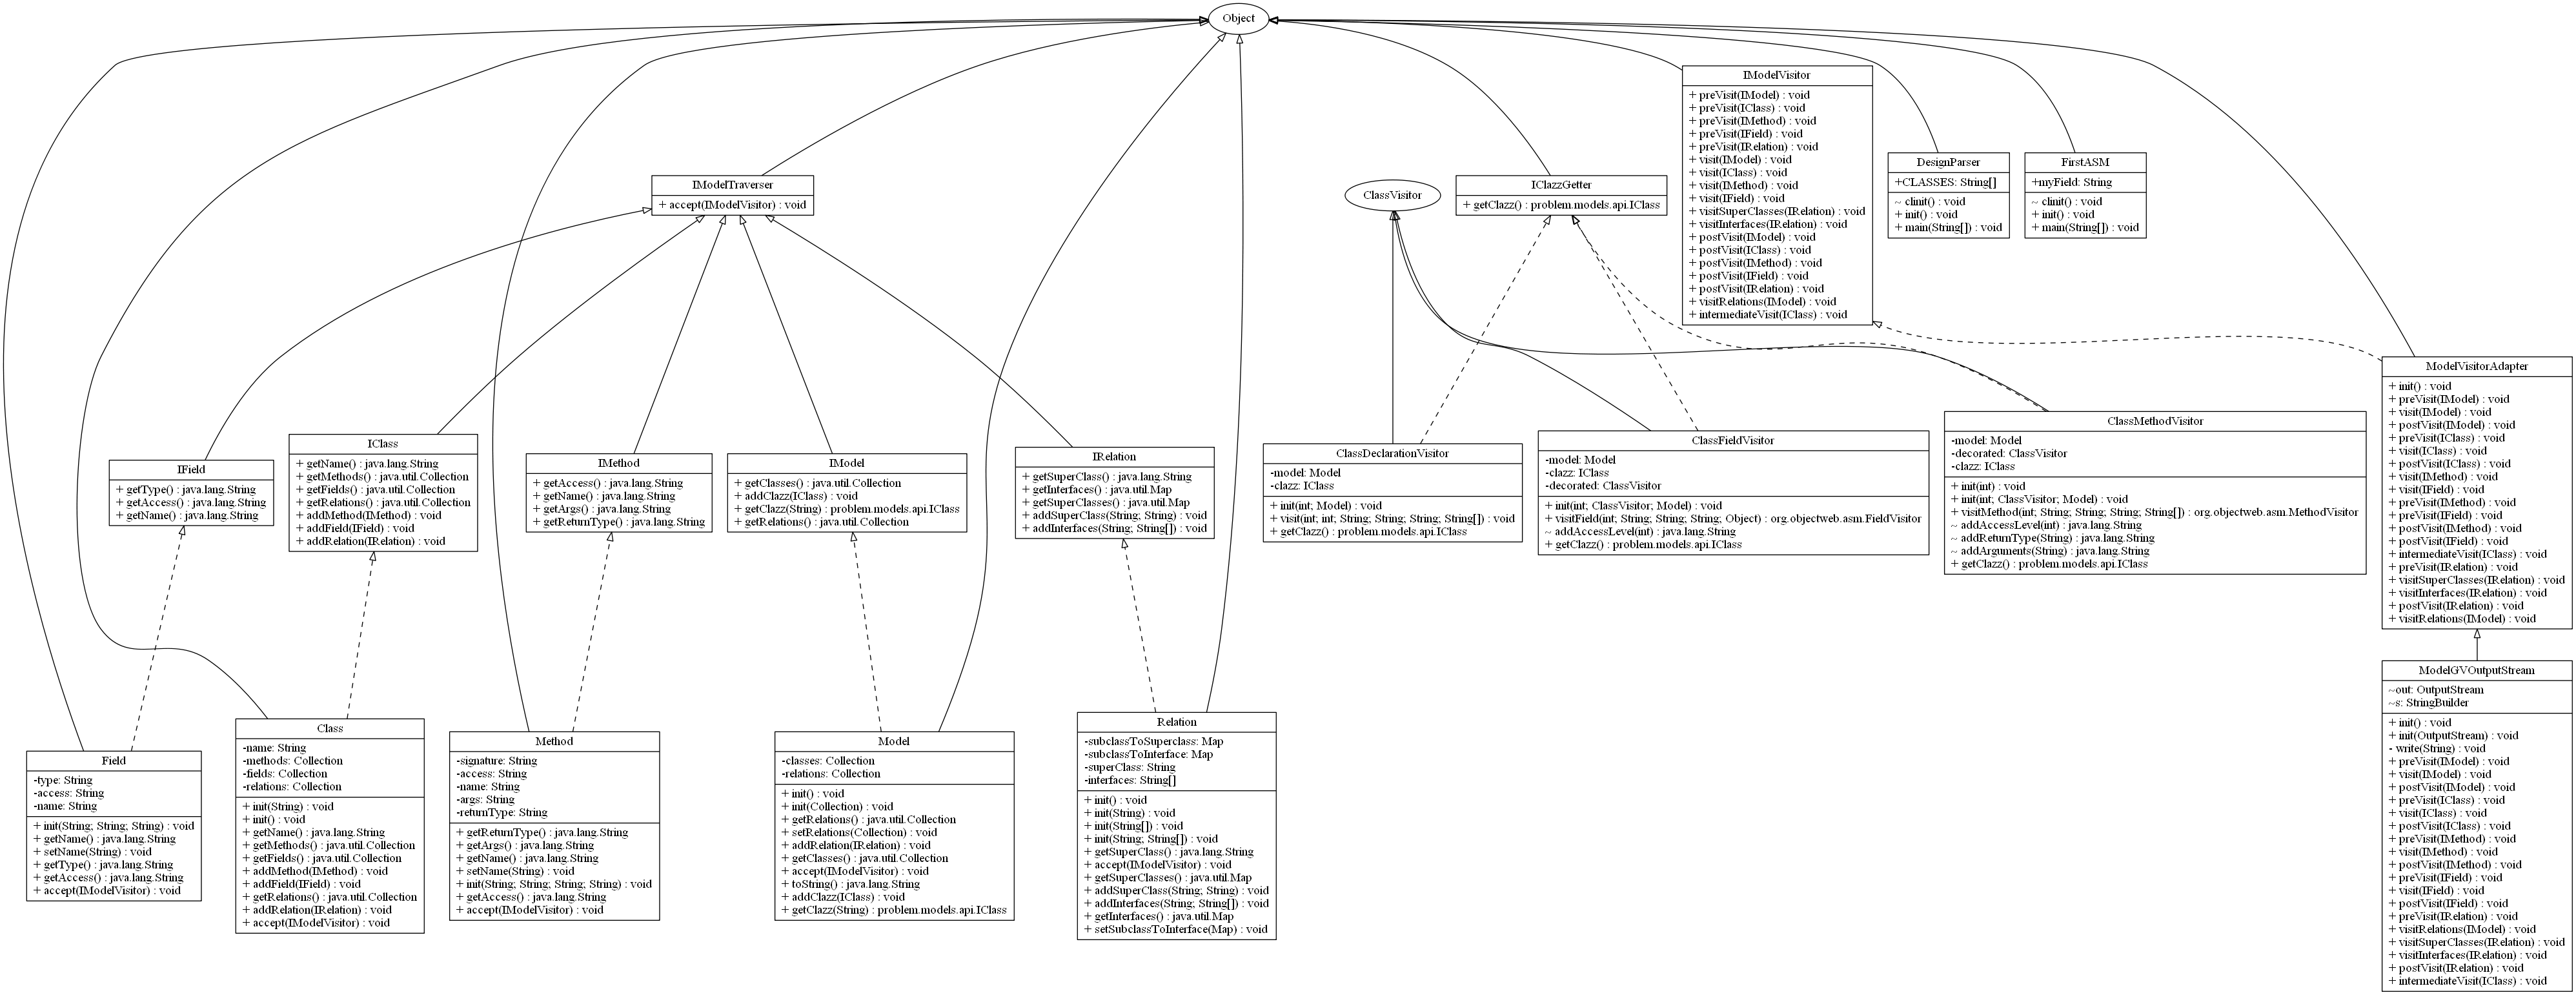 Object
IModelVisitor
+ preVisit(IModel) : void
+ preVisit(IClass) : void
+ preVisit(IMethod) : void
+ preVisit(IField) : void
+ preVisit(IRelation) : void
+ visit(IModel) : void
+ visit(IClass) : void
+ visit(IMethod) : void
+ visit(IField) : void
+ visitSuperClasses(IRelation) : void
+ visitInterfaces(IRelation) : void
+ postVisit(IModel) : void
+ postVisit(IClass) : void
+ postVisit(IMethod) : void
+ postVisit(IField) : void
+ postVisit(IRelation) : void
+ visitRelations(IModel) : void
+ intermediateVisit(IClass) : void
DesignParser
+CLASSES: String[]
~ clinit() : void
+ init() : void
+ main(String[]) : void
FirstASM
+myField: String
~ clinit() : void
+ init() : void
+ main(String[]) : void
IModelTraverser
+ accept(IModelVisitor) : void
ClassVisitor
IClazzGetter
+ getClazz() : problem.models.api.IClass
IField
+ getType() : java.lang.String
+ getAccess() : java.lang.String
+ getName() : java.lang.String
IClass
+ getName() : java.lang.String
+ getMethods() : java.util.Collection
+ getFields() : java.util.Collection
+ getRelations() : java.util.Collection
+ addMethod(IMethod) : void
+ addField(IField) : void
+ addRelation(IRelation) : void
IMethod
+ getAccess() : java.lang.String
+ getName() : java.lang.String
+ getArgs() : java.lang.String
+ getReturnType() : java.lang.String
IModel
+ getClasses() : java.util.Collection
+ addClazz(IClass) : void
+ getClazz(String) : problem.models.api.IClass
+ getRelations() : java.util.Collection
IRelation
+ getSuperClass() : java.lang.String
+ getInterfaces() : java.util.Map
+ getSuperClasses() : java.util.Map
+ addSuperClass(String; String) : void
+ addInterfaces(String; String[]) : void
ClassDeclarationVisitor
-model: Model
-clazz: IClass
+ init(int; Model) : void
+ visit(int; int; String; String; String; String[]) : void
+ getClazz() : problem.models.api.IClass
ClassFieldVisitor
-model: Model
-clazz: IClass
-decorated: ClassVisitor
+ init(int; ClassVisitor; Model) : void
+ visitField(int; String; String; String; Object) : org.objectweb.asm.FieldVisitor
~ addAccessLevel(int) : java.lang.String
+ getClazz() : problem.models.api.IClass
ClassMethodVisitor
-model: Model
-decorated: ClassVisitor
-clazz: IClass
+ init(int) : void
+ init(int; ClassVisitor; Model) : void
+ visitMethod(int; String; String; String; String[]) : org.objectweb.asm.MethodVisitor
~ addAccessLevel(int) : java.lang.String
~ addReturnType(String) : java.lang.String
~ addArguments(String) : java.lang.String
+ getClazz() : problem.models.api.IClass
ModelVisitorAdapter
+ init() : void
+ preVisit(IModel) : void
+ visit(IModel) : void
+ postVisit(IModel) : void
+ preVisit(IClass) : void
+ visit(IClass) : void
+ postVisit(IClass) : void
+ visit(IMethod) : void
+ visit(IField) : void
+ preVisit(IMethod) : void
+ preVisit(IField) : void
+ postVisit(IMethod) : void
+ postVisit(IField) : void
+ intermediateVisit(IClass) : void
+ preVisit(IRelation) : void
+ visitSuperClasses(IRelation) : void
+ visitInterfaces(IRelation) : void
+ postVisit(IRelation) : void
+ visitRelations(IModel) : void
Field
-type: String
-access: String
-name: String
+ init(String; String; String) : void
+ getName() : java.lang.String
+ setName(String) : void
+ getType() : java.lang.String
+ getAccess() : java.lang.String
+ accept(IModelVisitor) : void
Class
-name: String
-methods: Collection
-fields: Collection
-relations: Collection
+ init(String) : void
+ init() : void
+ getName() : java.lang.String
+ getMethods() : java.util.Collection
+ getFields() : java.util.Collection
+ addMethod(IMethod) : void
+ addField(IField) : void
+ getRelations() : java.util.Collection
+ addRelation(IRelation) : void
+ accept(IModelVisitor) : void
Method
-signature: String
-access: String
-name: String
-args: String
-returnType: String
+ getReturnType() : java.lang.String
+ getArgs() : java.lang.String
+ getName() : java.lang.String
+ setName(String) : void
+ init(String; String; String; String) : void
+ getAccess() : java.lang.String
+ accept(IModelVisitor) : void
Model
-classes: Collection
-relations: Collection
+ init() : void
+ init(Collection) : void
+ getRelations() : java.util.Collection
+ setRelations(Collection) : void
+ addRelation(IRelation) : void
+ getClasses() : java.util.Collection
+ accept(IModelVisitor) : void
+ toString() : java.lang.String
+ addClazz(IClass) : void
+ getClazz(String) : problem.models.api.IClass
Relation
-subclassToSuperclass: Map
-subclassToInterface: Map
-superClass: String
-interfaces: String[]
+ init() : void
+ init(String) : void
+ init(String[]) : void
+ init(String; String[]) : void
+ getSuperClass() : java.lang.String
+ accept(IModelVisitor) : void
+ getSuperClasses() : java.util.Map
+ addSuperClass(String; String) : void
+ addInterfaces(String; String[]) : void
+ getInterfaces() : java.util.Map
+ setSubclassToInterface(Map) : void
ModelGVOutputStream
~out: OutputStream
~s: StringBuilder
+ init() : void
+ init(OutputStream) : void
- write(String) : void
+ preVisit(IModel) : void
+ visit(IModel) : void
+ postVisit(IModel) : void
+ preVisit(IClass) : void
+ visit(IClass) : void
+ postVisit(IClass) : void
+ preVisit(IMethod) : void
+ visit(IMethod) : void
+ postVisit(IMethod) : void
+ preVisit(IField) : void
+ visit(IField) : void
+ postVisit(IField) : void
+ preVisit(IRelation) : void
+ visitRelations(IModel) : void
+ visitSuperClasses(IRelation) : void
+ visitInterfaces(IRelation) : void
+ postVisit(IRelation) : void
+ intermediateVisit(IClass) : void